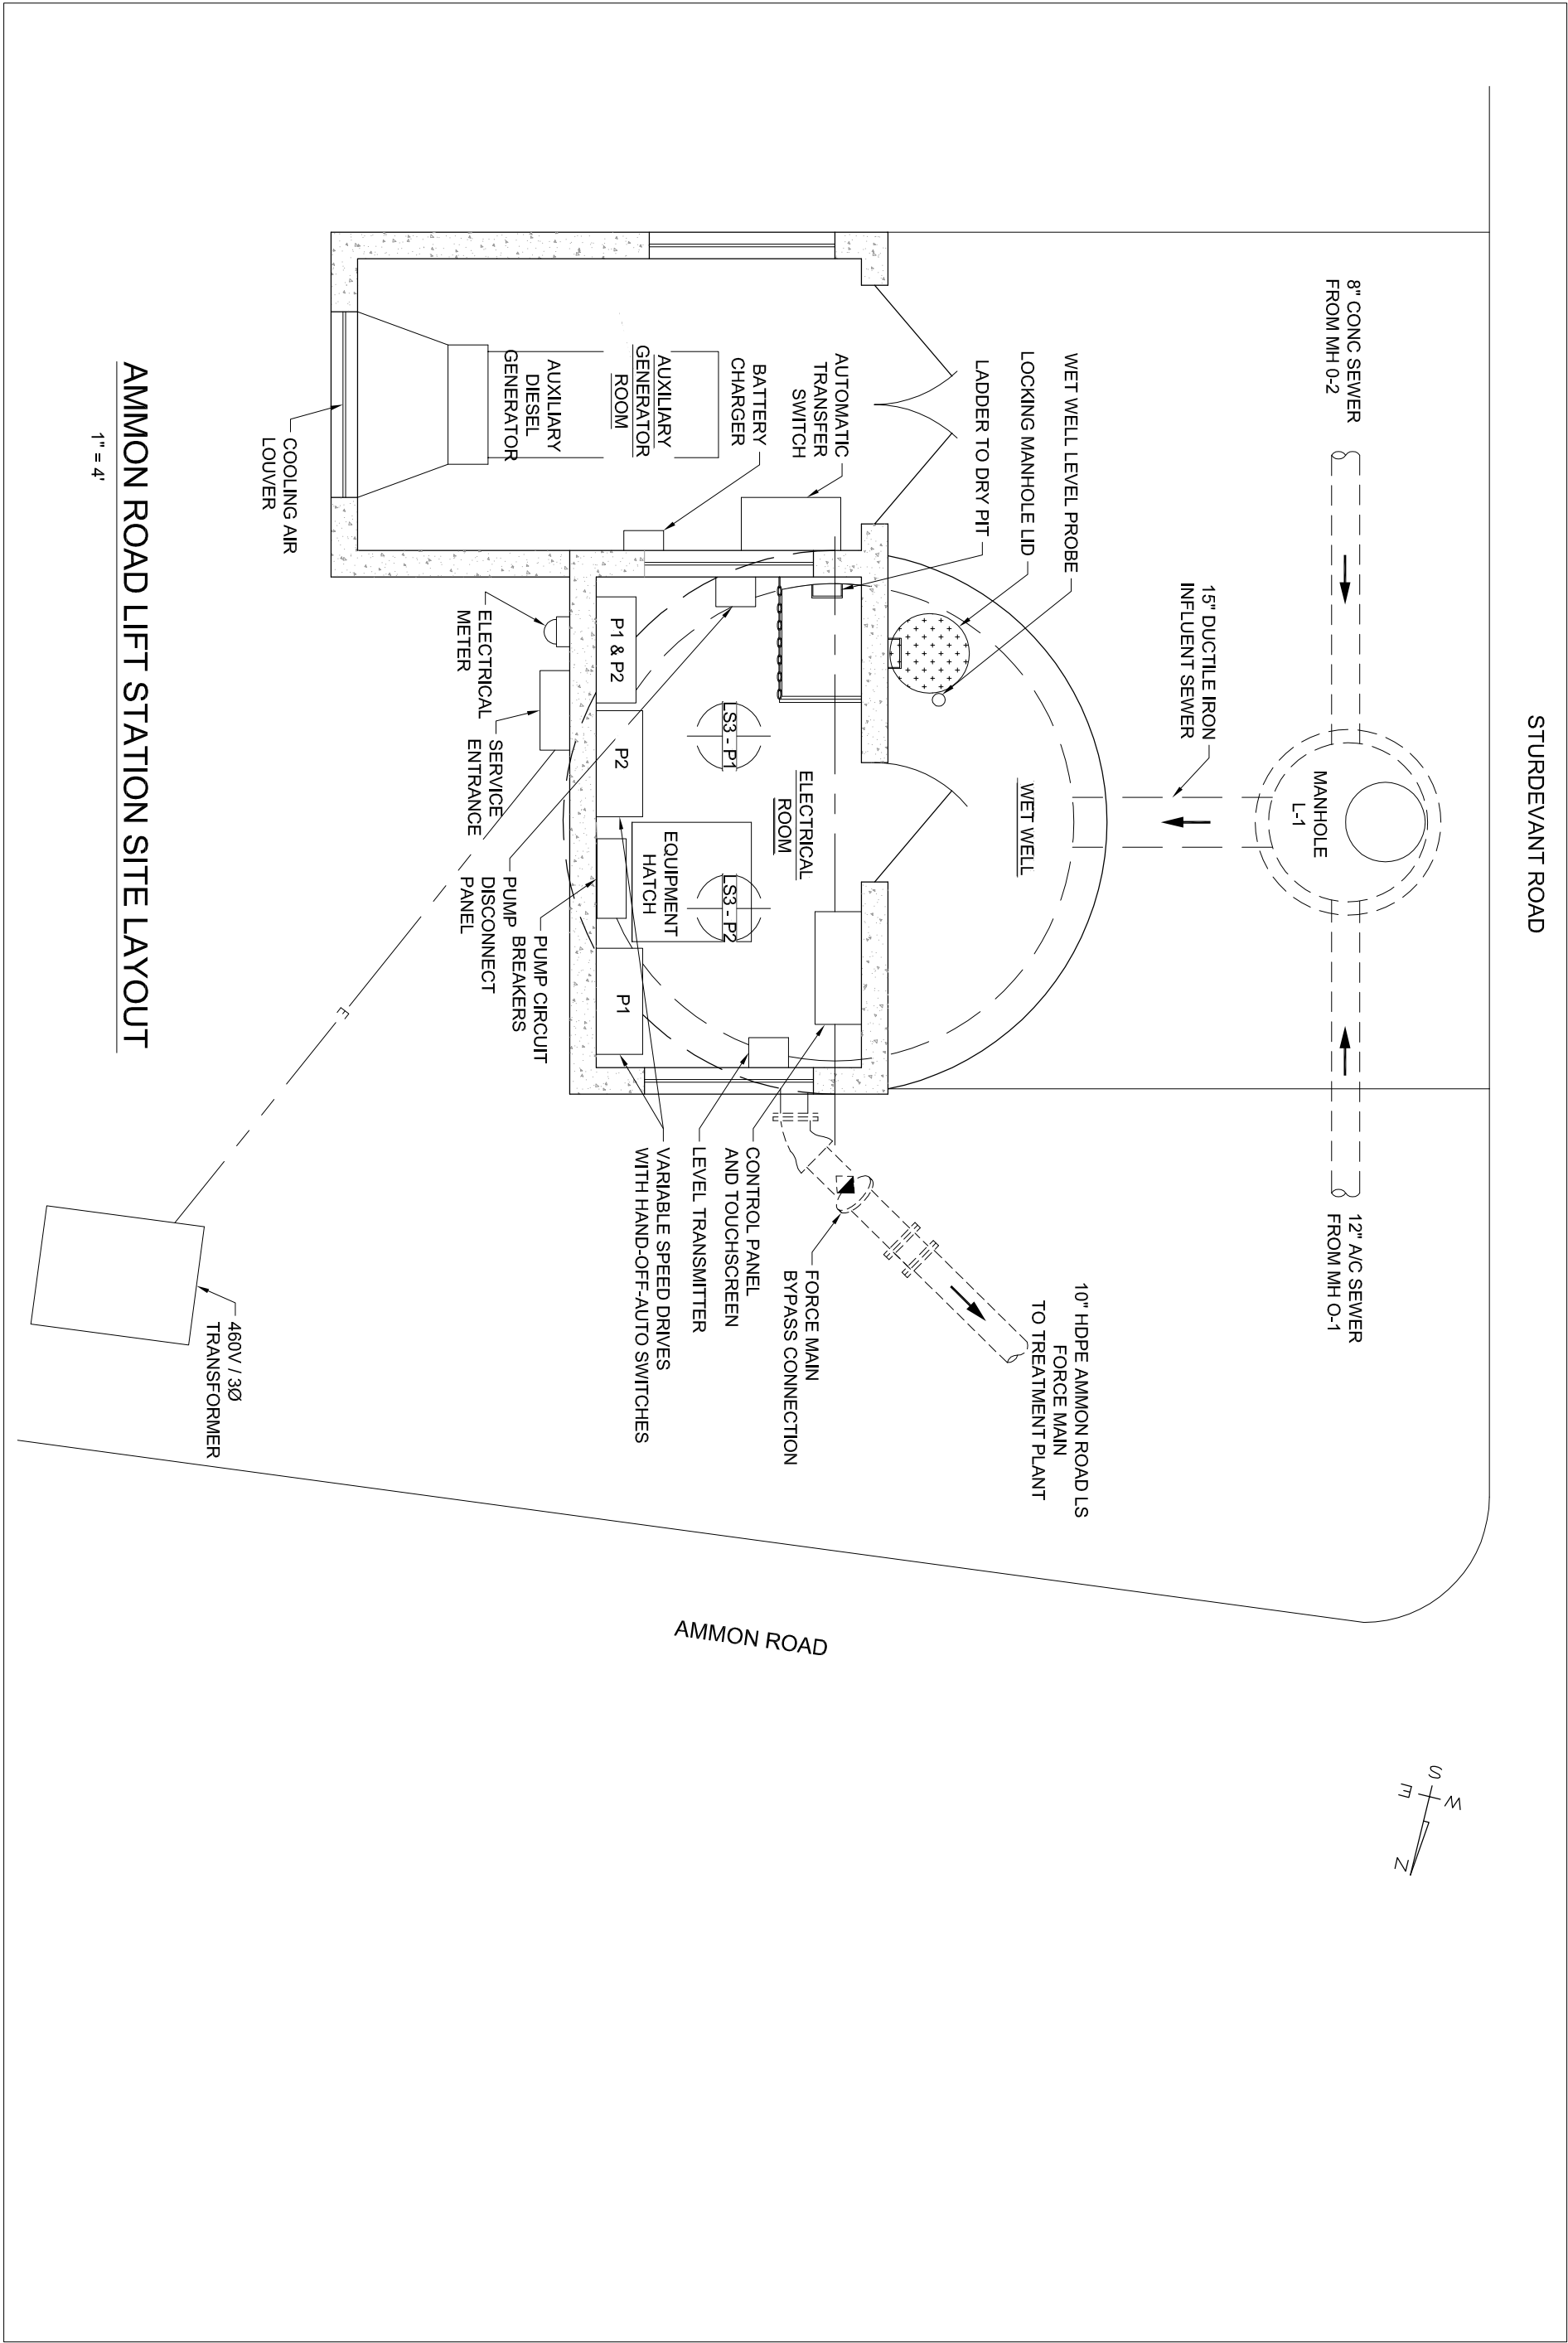 STURDEVANT ROAD
8" CONC SEWER
FROM MH 0-2
MANHOLE
L-1
12" A/C SEWER
FROM MH O-1
15" DUCTILE IRON
INFLUENT SEWER
WET WELL LEVEL PROBE
LOCKING MANHOLE LID
LADDER TO DRY PIT
WET WELL
AUTOMATIC
TRANSFER
SWITCH
BATTERY
CHARGER
AUXILIARY
GENERATOR
ROOM
AUXILIARY
DIESEL
GENERATOR
ELECTRICAL
ROOM
LS3 - P1
LS3 - P2
EQUIPMENT
HATCH
P1 & P2
P2
P1
10" HDPE AMMON ROAD LS
FORCE MAIN
TO TREATMENT PLANT
FORCE MAIN
BYPASS CONNECTION
CONTROL PANEL
AND TOUCHSCREEN
LEVEL TRANSMITTER
VARIABLE SPEED DRIVES
WITH HAND-OFF-AUTO SWITCHES
PUMP CIRCUIT
BREAKERS
PUMP
DISCONNECT
PANEL
SERVICE
ENTRANCE
ELECTRICAL
METER
COOLING AIR
LOUVER
E
460V / 3Ø
TRANSFORMER
AMMON ROAD
S
W
E
N
AMMON ROAD LIFT STATION SITE LAYOUT
1" = 4'